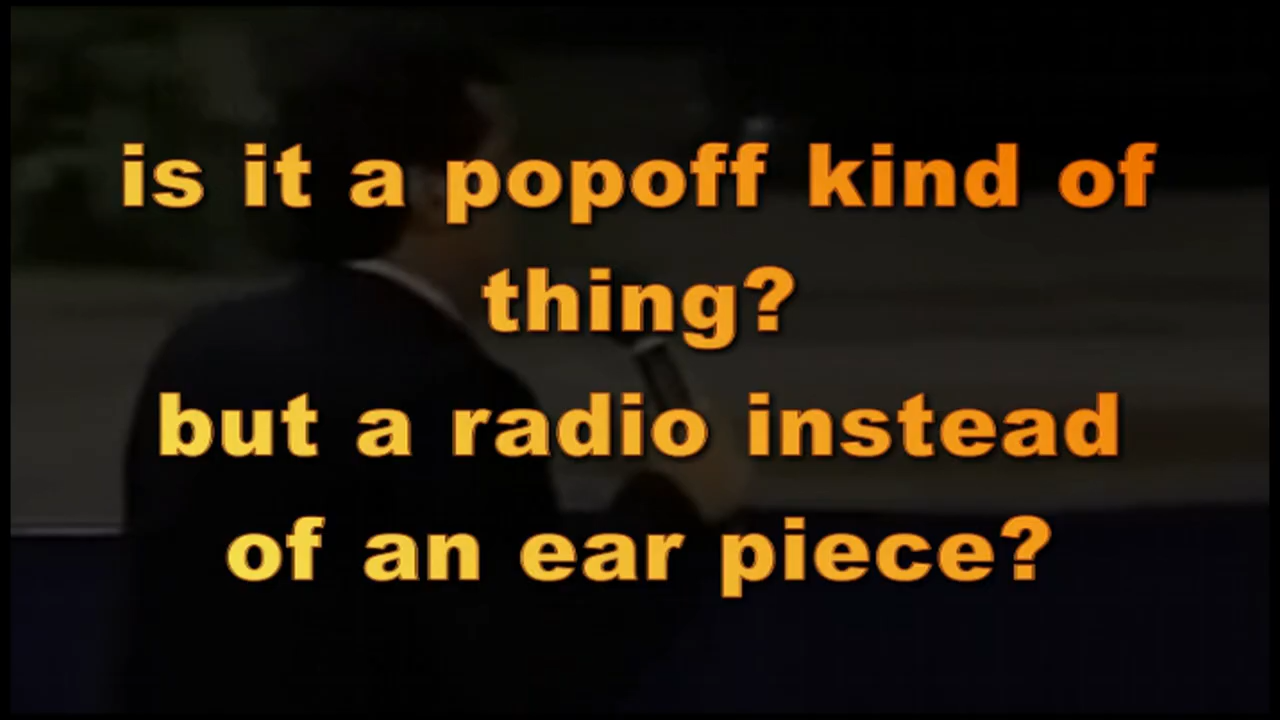 is it a popoff kind of
thing?
but a radio instead
of an ear piece?